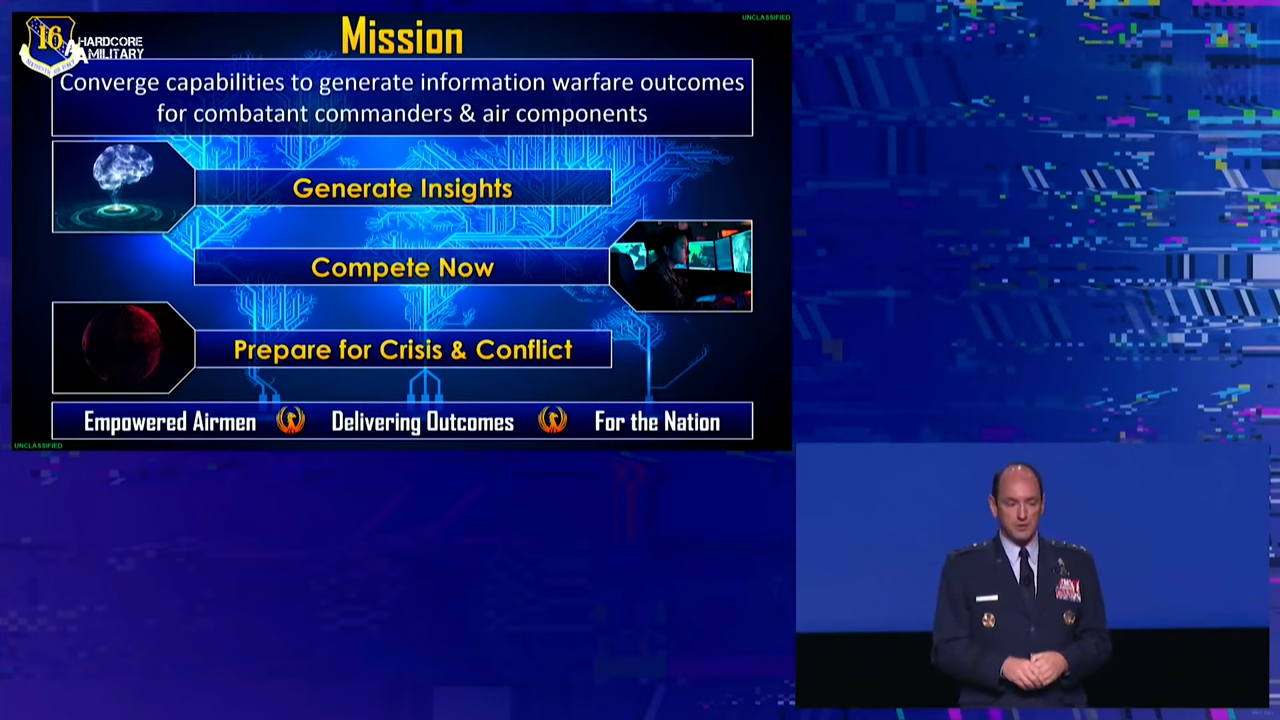 UNCLASSIFIED
16
HARDCORE
MILITARY
Mission
Converge capabilities to generate information warfare outcomes
for combatant commanders & air components
Generate Insights
Compete Now
Prepare for Crisis & Conflict
Empowered Airmen Delivering Outcomes For the Nation
UNCLASSIFIED